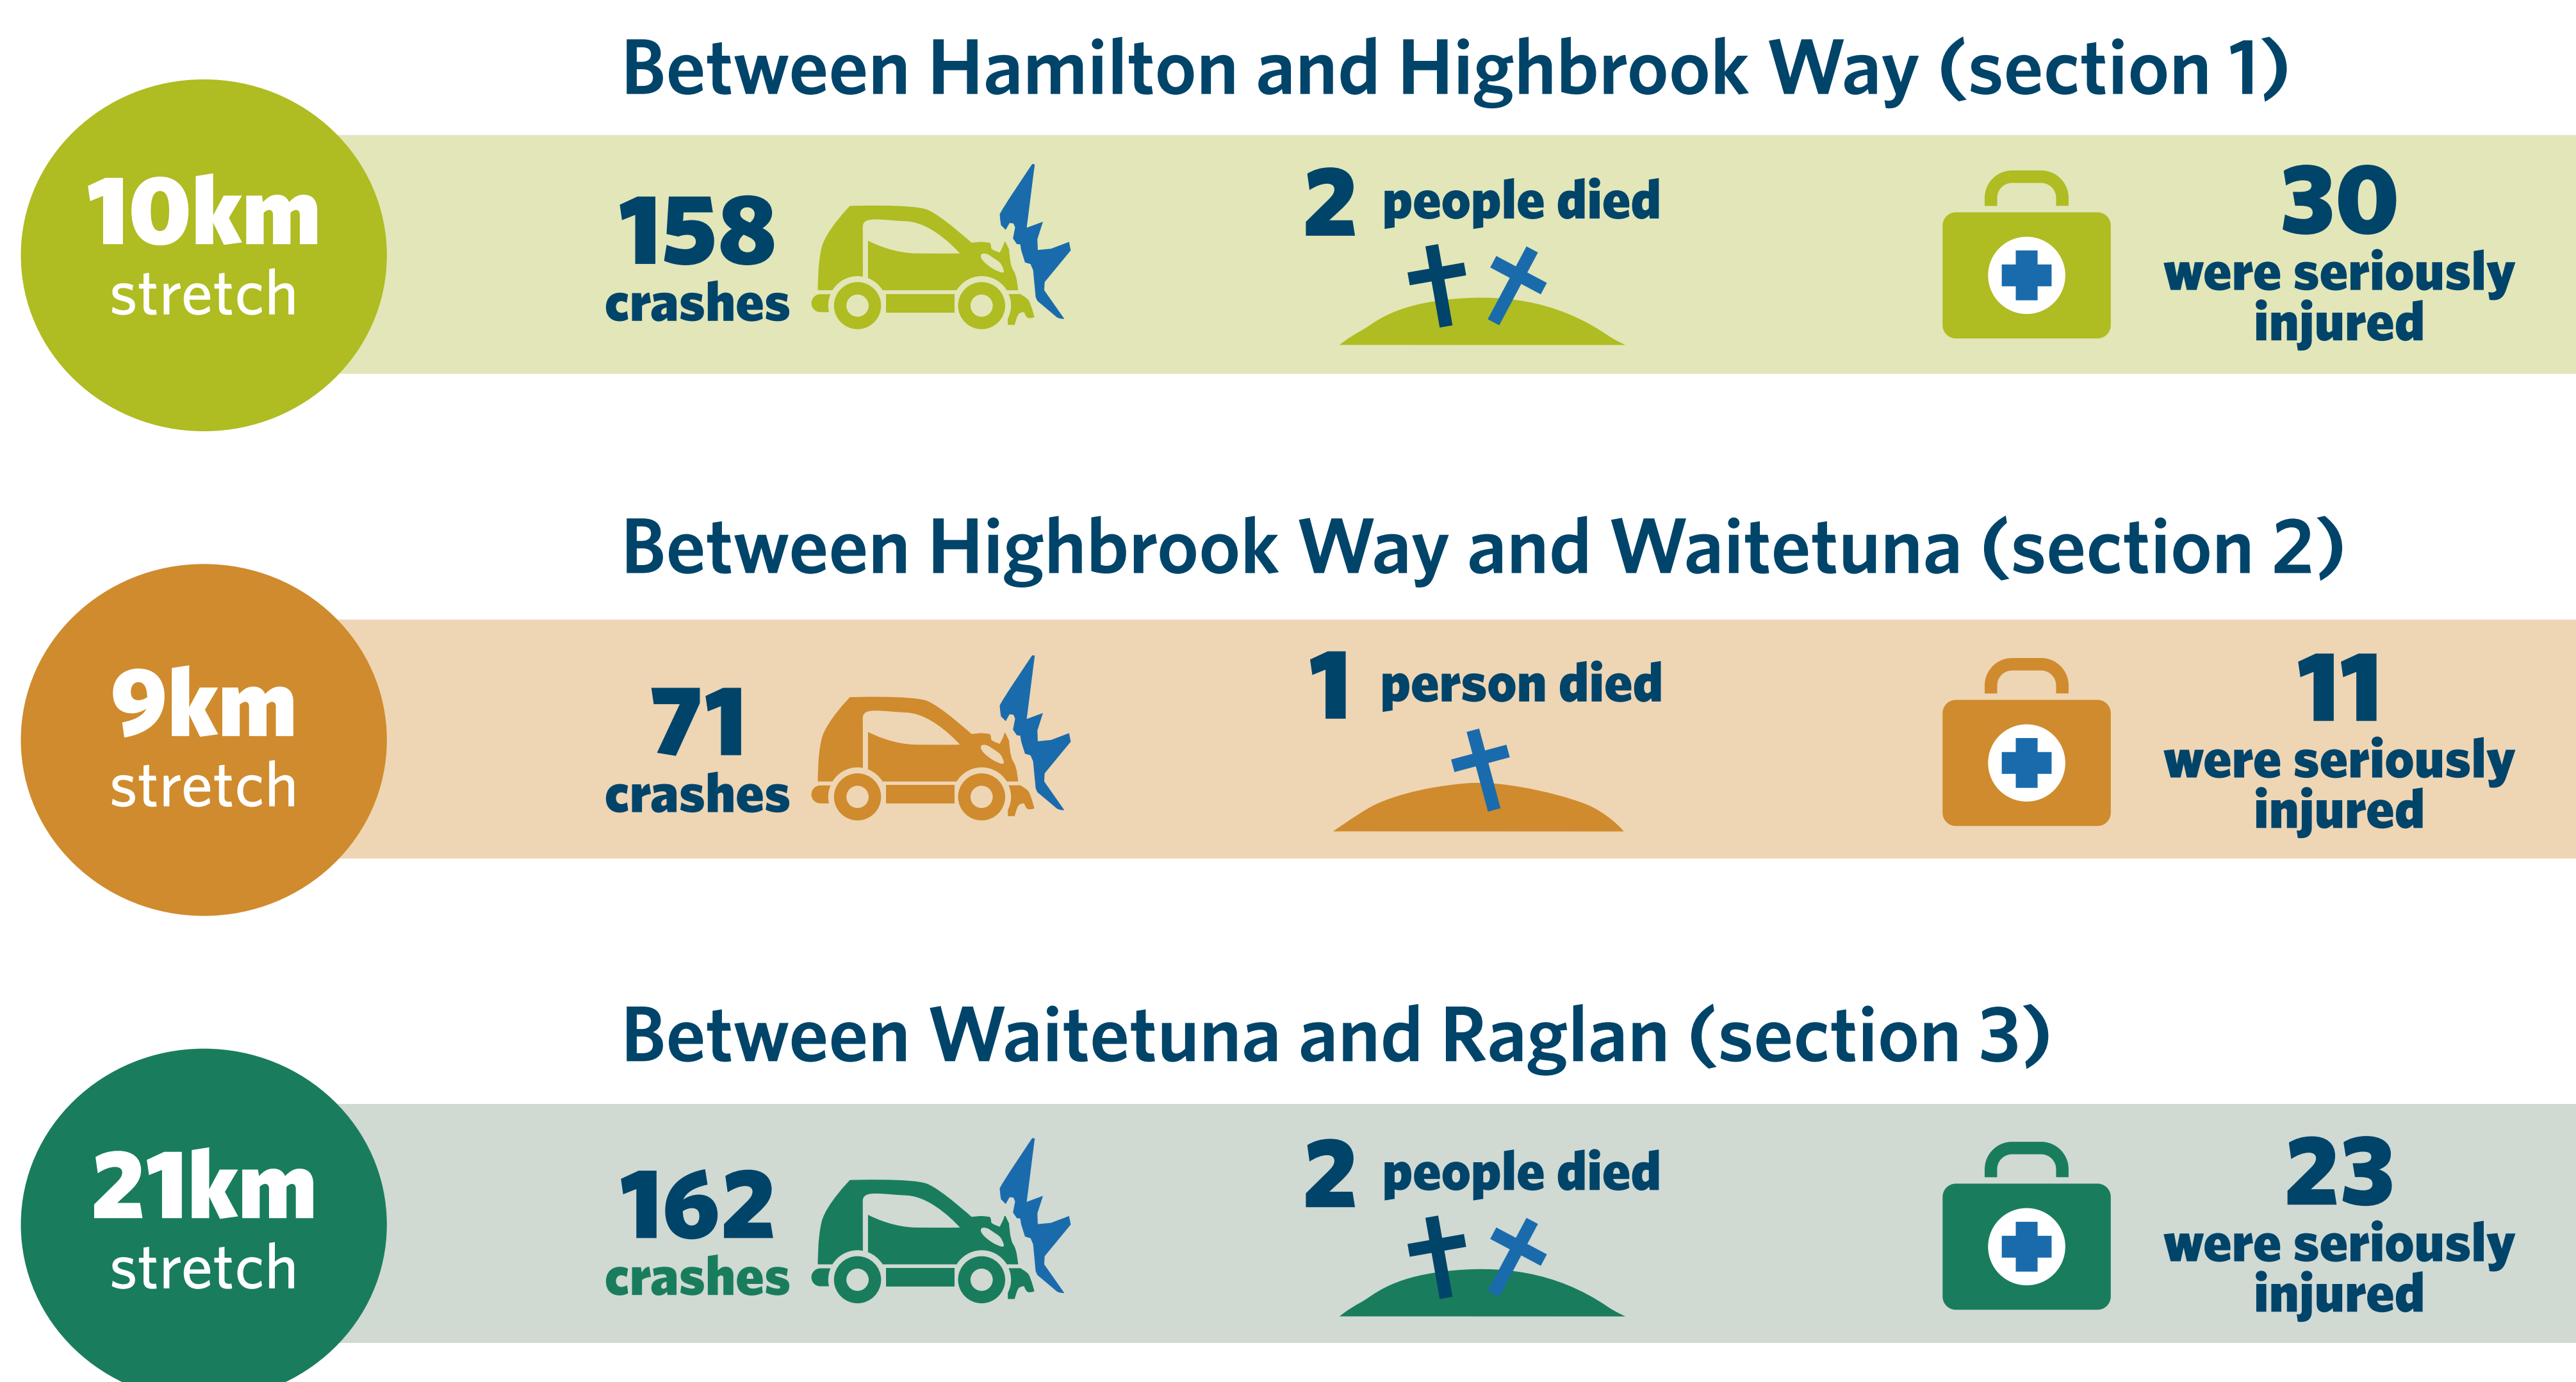 Between Hamilton and Highbrook Way (section 1)
10km
stretch
158
crashes
2 people died
30
were seriously
injured
Between Highbrook Way and Waitetuna (section 2)
9km
stretch
71
crashes
1 person died
11
were seriously
injured
Between Waitetuna and Raglan (section 3)
21km
stretch
162
crashes
2 people died
23
were seriously
injured